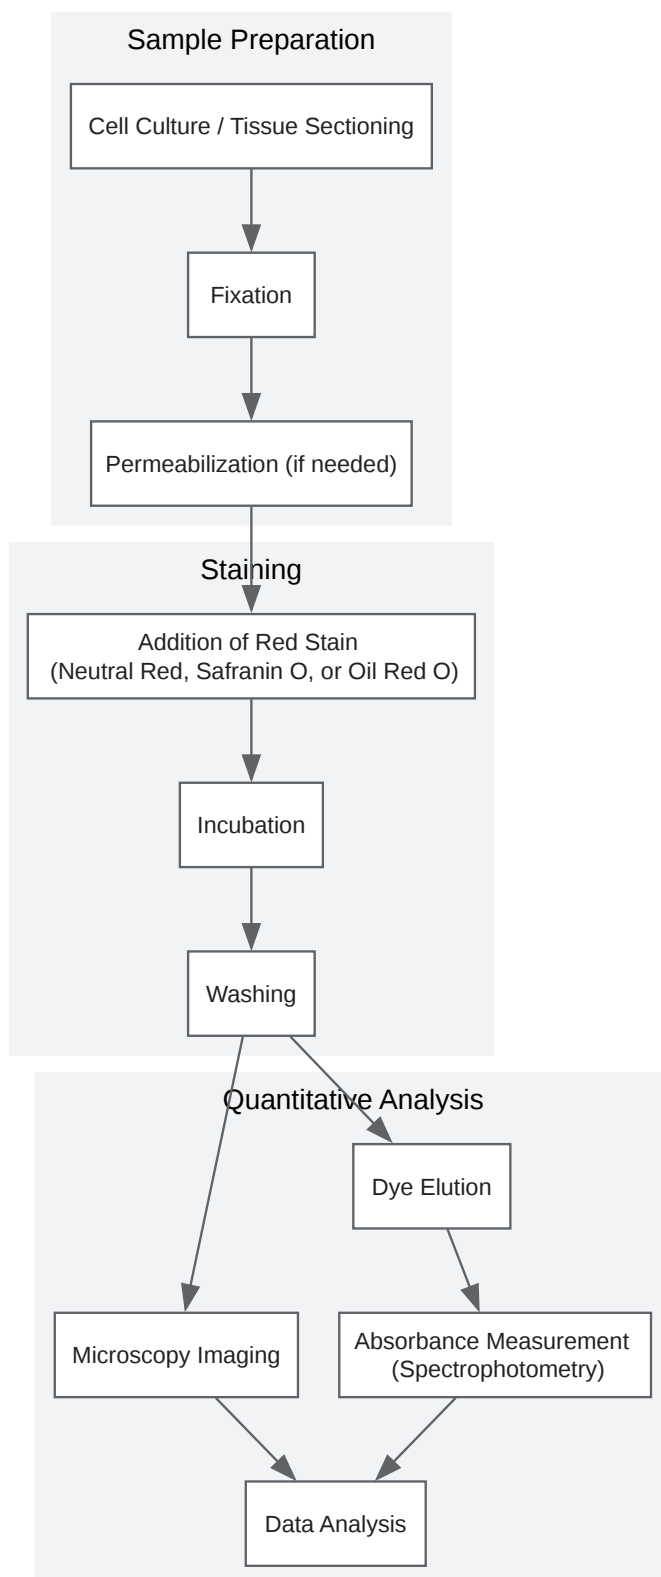 Sample Preparation
Cell Culture / Tissue Sectioning
Fixation
Permeabilization (if needed)
Staining
Addition of Red Stain
(Neutral Red, Safranin O, or Oil Red O)
Incubation
Washing
Quantitative Analysis
Dye Elution
Microscopy Imaging
Absorbance Measurement
(Spectrophotometry)
Data Analysis